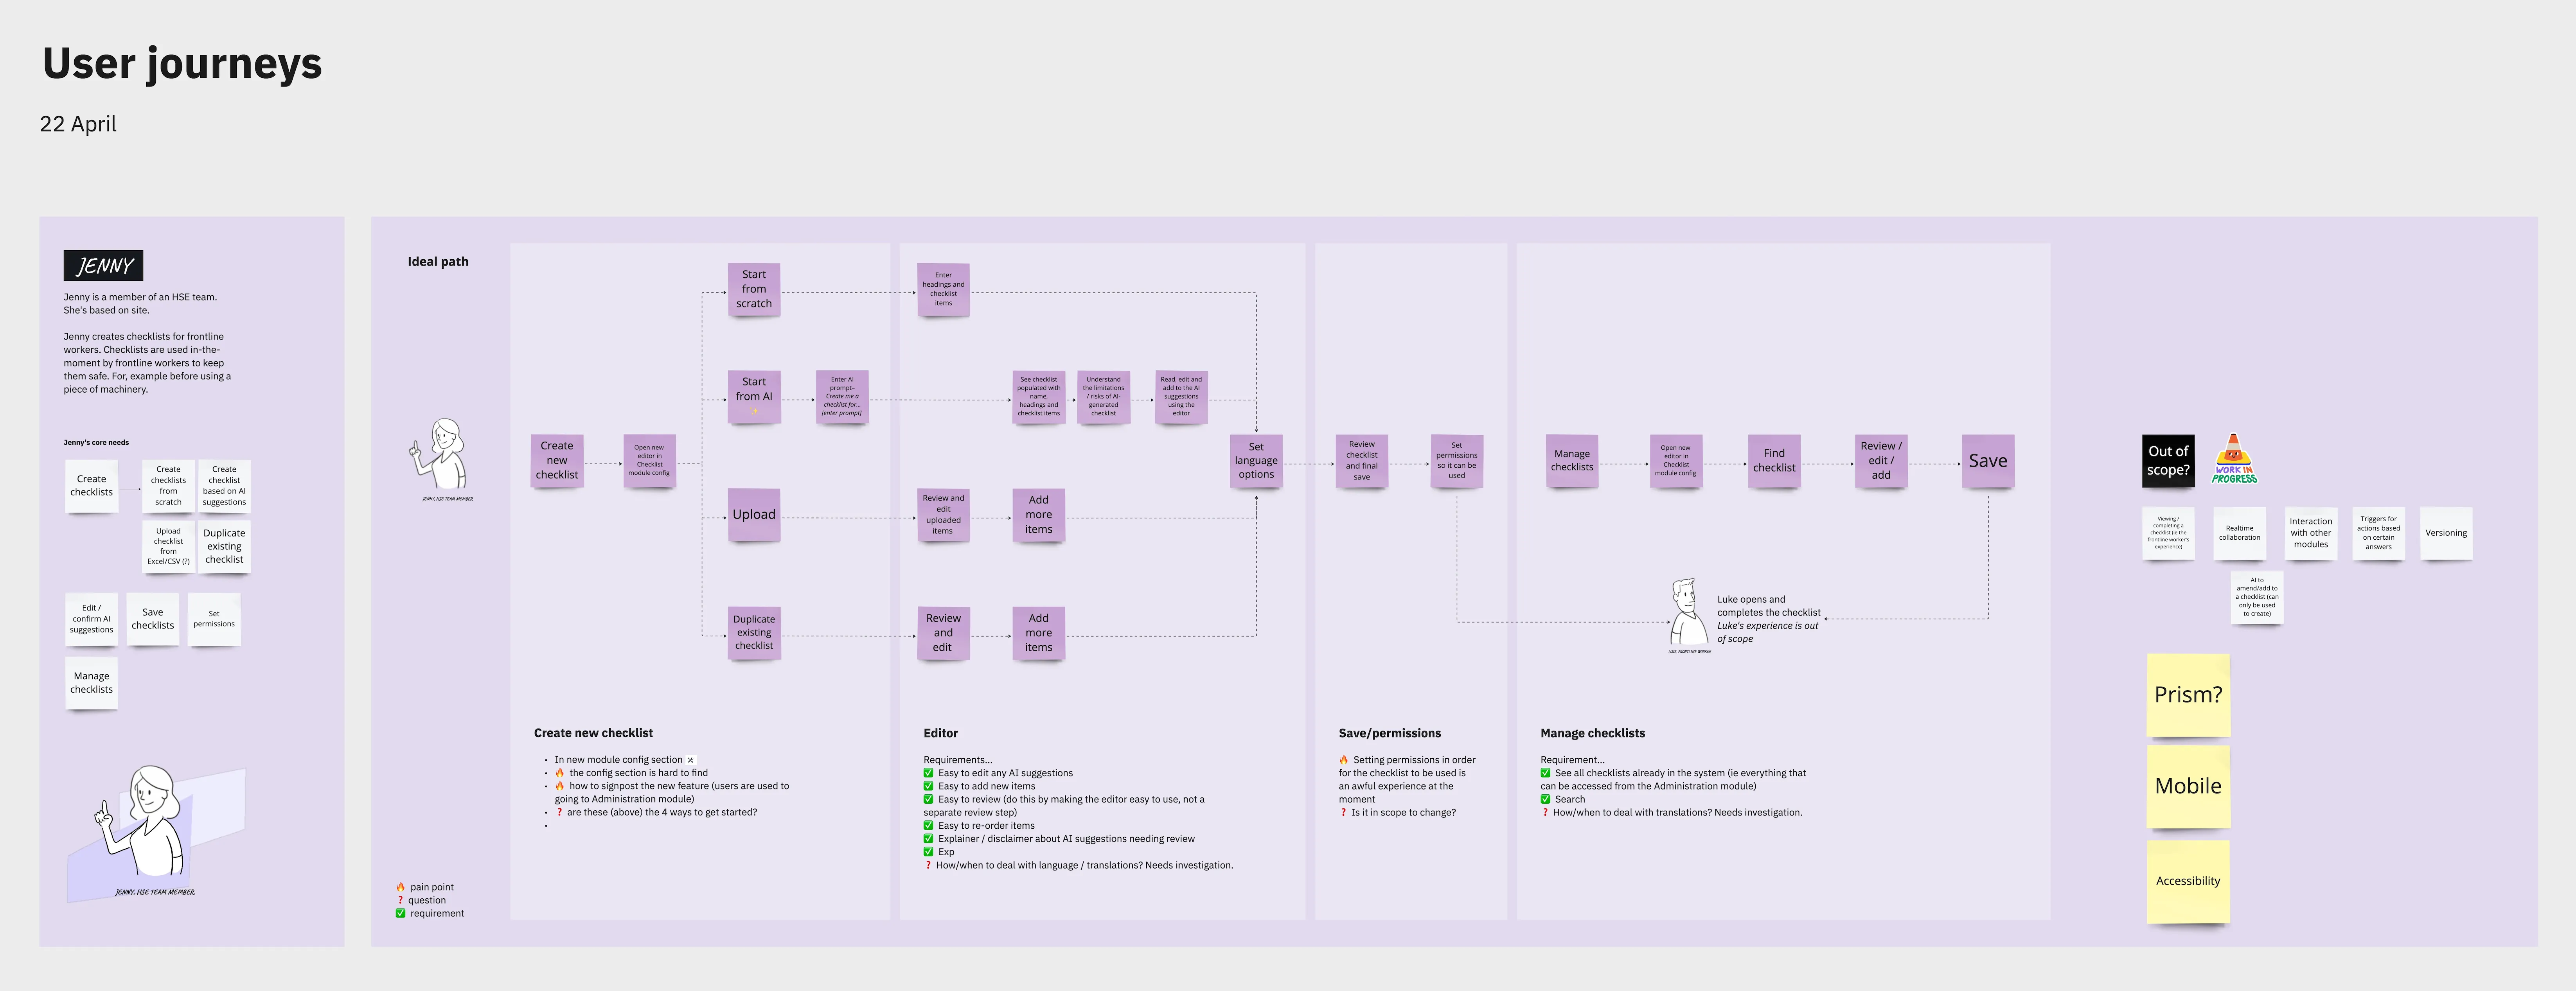 User journeys
22 April
JENNY
Jenny is a member of an HSE team.
She's based on site.
Jenny creates checklists for frontline
workers. Checklists are used in-the-
moment by frontline workers to keep
them safe. For, example before using a
piece of machinery.
Jenny's core needs
Create
checklists
Create
checklists
from
scratch
Create
checklist
based on AI
suggestions
Upload
checklist
from
Excel/CSV (?)
Duplicate
existing
checklist
Edit /
confirm AI
suggestions
Save
checklists
Set
permissions
Manage
checklists
JENNY, HSE TEAM MEMBER
Ideal path
JENNY, HSE TEAM MEMBER
🔥 pain point
❓ question
✅ requirement
Create
new
checklist
Open new
editor in
Checklist
module config
Start
from
scratch
Start
from AI
✨
Enter AI
prompt–
Create me a
checklist for...
[enter prompt]
Upload
Duplicate
existing
checklist
Create new checklist
• In new module config section
• 🔥 the config section is hard to find
• 🔥 how to signpost the new feature (users are used to
going to Administration module)
• ❓ are these (above) the 4 ways to get started?
•
Enter
headings and
checklist
items
See checklist
populated with
name,
headings and
checklist items
Understand
the limitations
/ risks of AI-
generated
checklist
Read, edit and
add to the AI
suggestions
using the
editor
Review and
edit
uploaded
items
Add
more
items
Review
and
edit
Add
more
items
Set
language
options
Editor
Requirements...
✅ Easy to edit any AI suggestions
✅ Easy to add new items
✅ Easy to review (do this by making the editor easy to use, not a
separate review step)
✅ Easy to re-order items
✅ Explainer / disclaimer about AI suggestions needing review
✅ Exp
❓ How/when to deal with language / translations? Needs investigation.
Review
checklist
and final
save
Set
permissions
so it can be
used
Save/permissions
🔥 Setting permissions in order
for the checklist to be used is
an awful experience at the
moment
❓ Is it in scope to change?
Manage
checklists
Open new
editor in
Checklist
module config
Find
checklist
Review /
edit /
add
Save
LUKE, FRONTLINE WORKER
Luke opens and
completes the checklist
Luke's experience is out
of scope
Manage checklists
Requirement...
✅ See all checklists already in the system (ie everything that
can be accessed from the Administration module)
✅ Search
❓ How/when to deal with translations? Needs investigation.
Out of
scope?
WORK IN
PROGRESS
Viewing /
completing a
checklist (ie the
frontline worker's
experience)
Realtime
collaboration
Interaction
with other
modules
Triggers for
actions based
on certain
answers
Versioning
AI to
amend/add to
a checklist (can
only be used
to create)
Prism?
Mobile
Accessibility